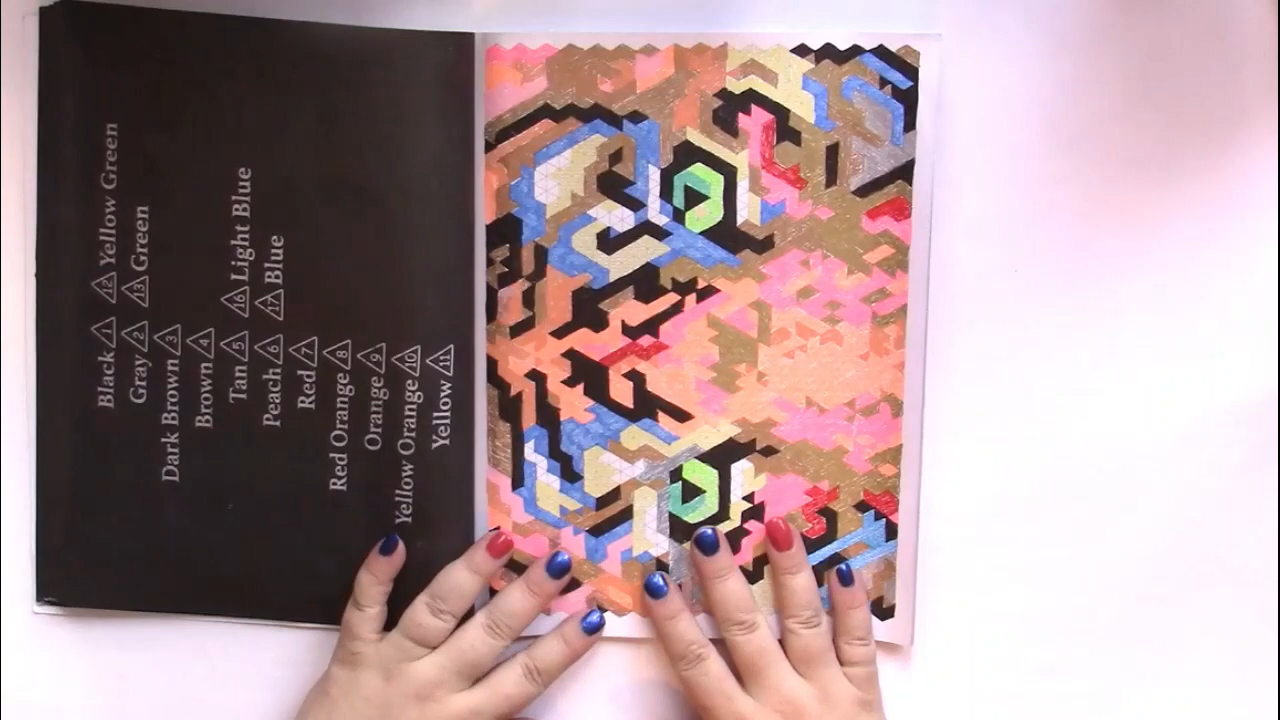 Black 1
Gray 2
Dark Brown 3
Brown 4
Tan 5
Peach 6
Red 7
Red Orange 8
Orange 9
Yellow Orange 10
Yellow 11
12 Yellow Green
13 Green
16 Light Blue
17 Blue